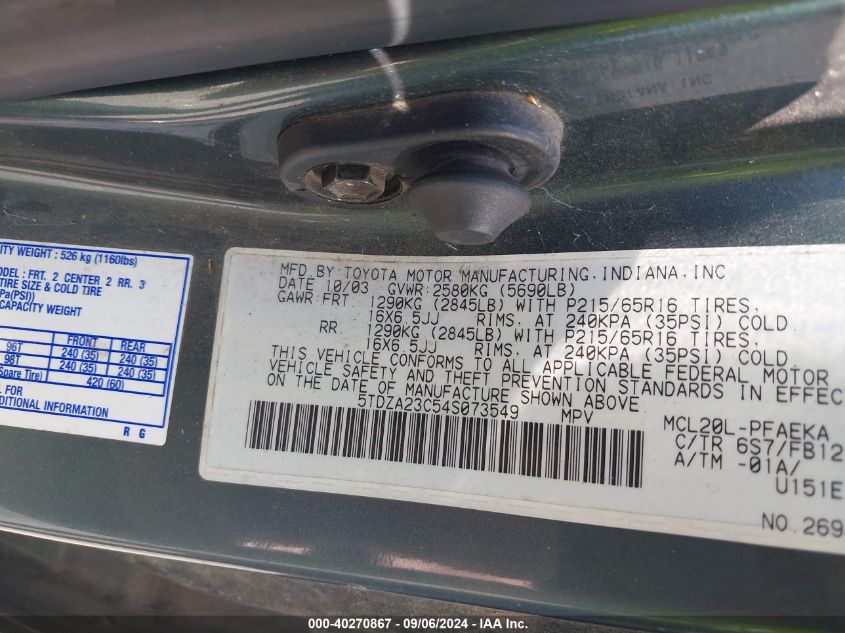 CITY WEIGHT : 526 kg (1160lbs)
MODEL : FRT. 2 CENTER 2 RR. 3
TIRE SIZE & COLD TIRE
Pa(PSI))
CAPACITY WEIGHT
FRONT REAR
96T 240 (35) 240 (35)
98T 240 (35) 240 (35)
Spare Tire) 420 (60)
L FOR
DITIONAL INFORMATION
R G
MFD.BY:TOYOTA MOTOR MANUFACTURING,INDIANA,INC.
DATE 10/03 GVWR:2580KG (5690LB)
GAWR:FRT 1290KG (2845LB) WITH P215/65R16 TIRES.
16X6.5JJ RIMS. AT 240KPA (35PSI) COLD.
RR 1290KG (2845LB) WITH P215/65R16 TIRES.
16X6.5JJ RIMS. AT 240KPA (35PSI) COLD.
THIS VEHICLE CONFORMS TO ALL APPLICABLE FEDERAL MOTOR
VEHICLE SAFETY AND THEFT PREVENTION STANDARDS IN EFFEC
ON THE DATE OF MANUFACTURE SHOWN ABOVE.
5TDZA23C54S073549 MPV
MCL20L-PFAEKA
C/TR 6S7/FB12
A/TM -01A/
U151E
NO.269
000-40270867 - 09/06/2024 - IAA Inc.